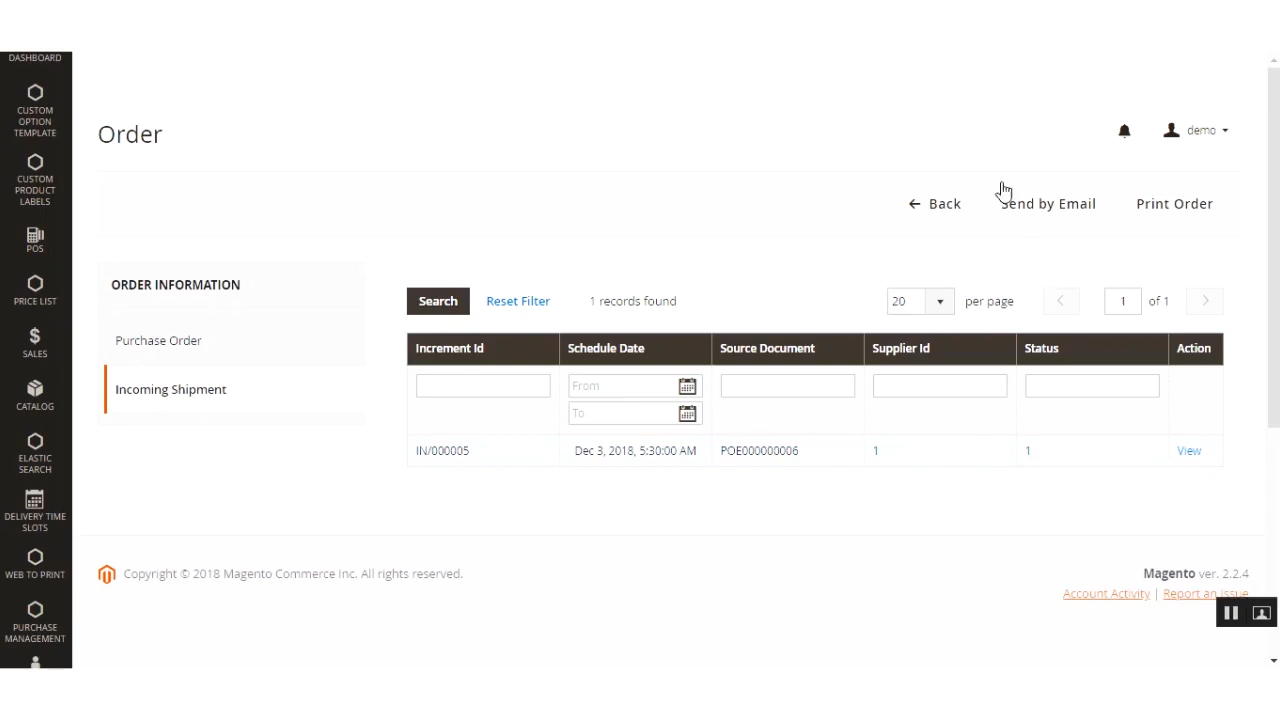 DASHBOARD
CUSTOM
OPTION
TEMPLATE
CUSTOM
PRODUCT
LABELS
POS
PRICE LIST
SALES
CATALOG
ELASTIC
SEARCH
DELIVERY TIME
SLOTS
WEB TO PRINT
PURCHASE
MANAGEMENT
Order
demo
Back
Send by Email
Print Order
ORDER INFORMATION
Purchase Order
Incoming Shipment
Search Reset Filter 1 records found 20 per page 1 of 1
Increment Id Schedule Date Source Document Supplier Id Status Action
From
To
IN/000005 Dec 3, 2018, 5:30:00 AM POE000000006 1 1 View
Copyright © 2018 Magento Commerce Inc. All rights reserved.
Magento ver. 2.2.4
Account Activity | Report an Issue